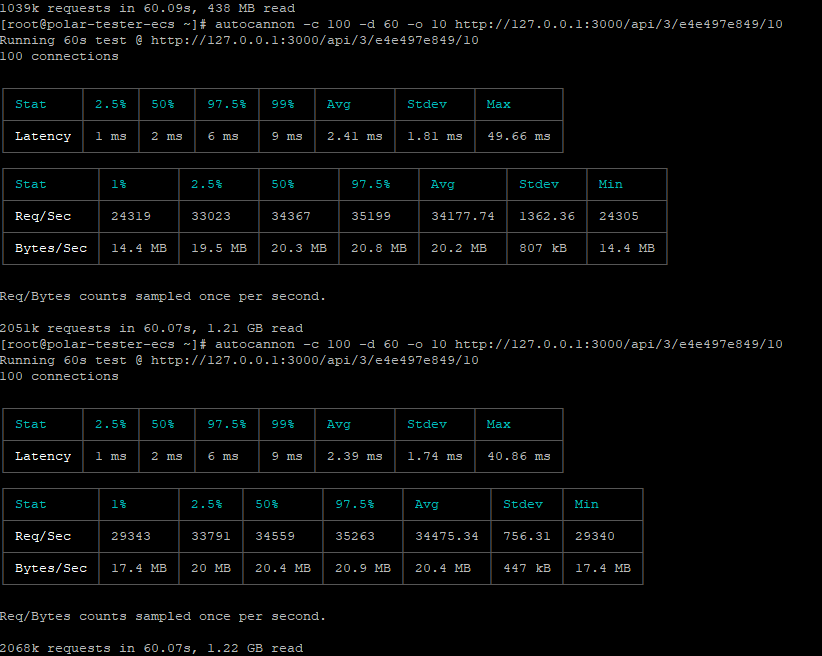 1039k requests in 60.09s, 438 MB read
[root@polar-tester-ecs ~]# autocannon -c 100 -d 60 -o 10 http://127.0.0.1:3000/api/3/e4e497e849/10
Running 60s test @ http://127.0.0.1:3000/api/3/e4e497e849/10
100 connections
Stat 2.5% 50% 97.5% 99% Avg Stdev Max
Latency 1 ms 2 ms 6 ms 9 ms 2.41 ms 1.81 ms 49.66 ms
Stat 1% 2.5% 50% 97.5% Avg Stdev Min
Req/Sec 24319 33023 34367 35199 34177.74 1362.36 24305
Bytes/Sec 14.4 MB 19.5 MB 20.3 MB 20.8 MB 20.2 MB 807 kB 14.4 MB
Req/Bytes counts sampled once per second.
2051k requests in 60.07s, 1.21 GB read
[root@polar-tester-ecs ~]# autocannon -c 100 -d 60 -o 10 http://127.0.0.1:3000/api/3/e4e497e849/10
Running 60s test @ http://127.0.0.1:3000/api/3/e4e497e849/10
100 connections
Stat 2.5% 50% 97.5% 99% Avg Stdev Max
Latency 1 ms 2 ms 6 ms 9 ms 2.39 ms 1.74 ms 40.86 ms
Stat 1% 2.5% 50% 97.5% Avg Stdev Min
Req/Sec 29343 33791 34559 35263 34475.34 756.31 29340
Bytes/Sec 17.4 MB 20 MB 20.4 MB 20.9 MB 20.4 MB 447 kB 17.4 MB
Req/Bytes counts sampled once per second.
2068k requests in 60.07s, 1.22 GB read